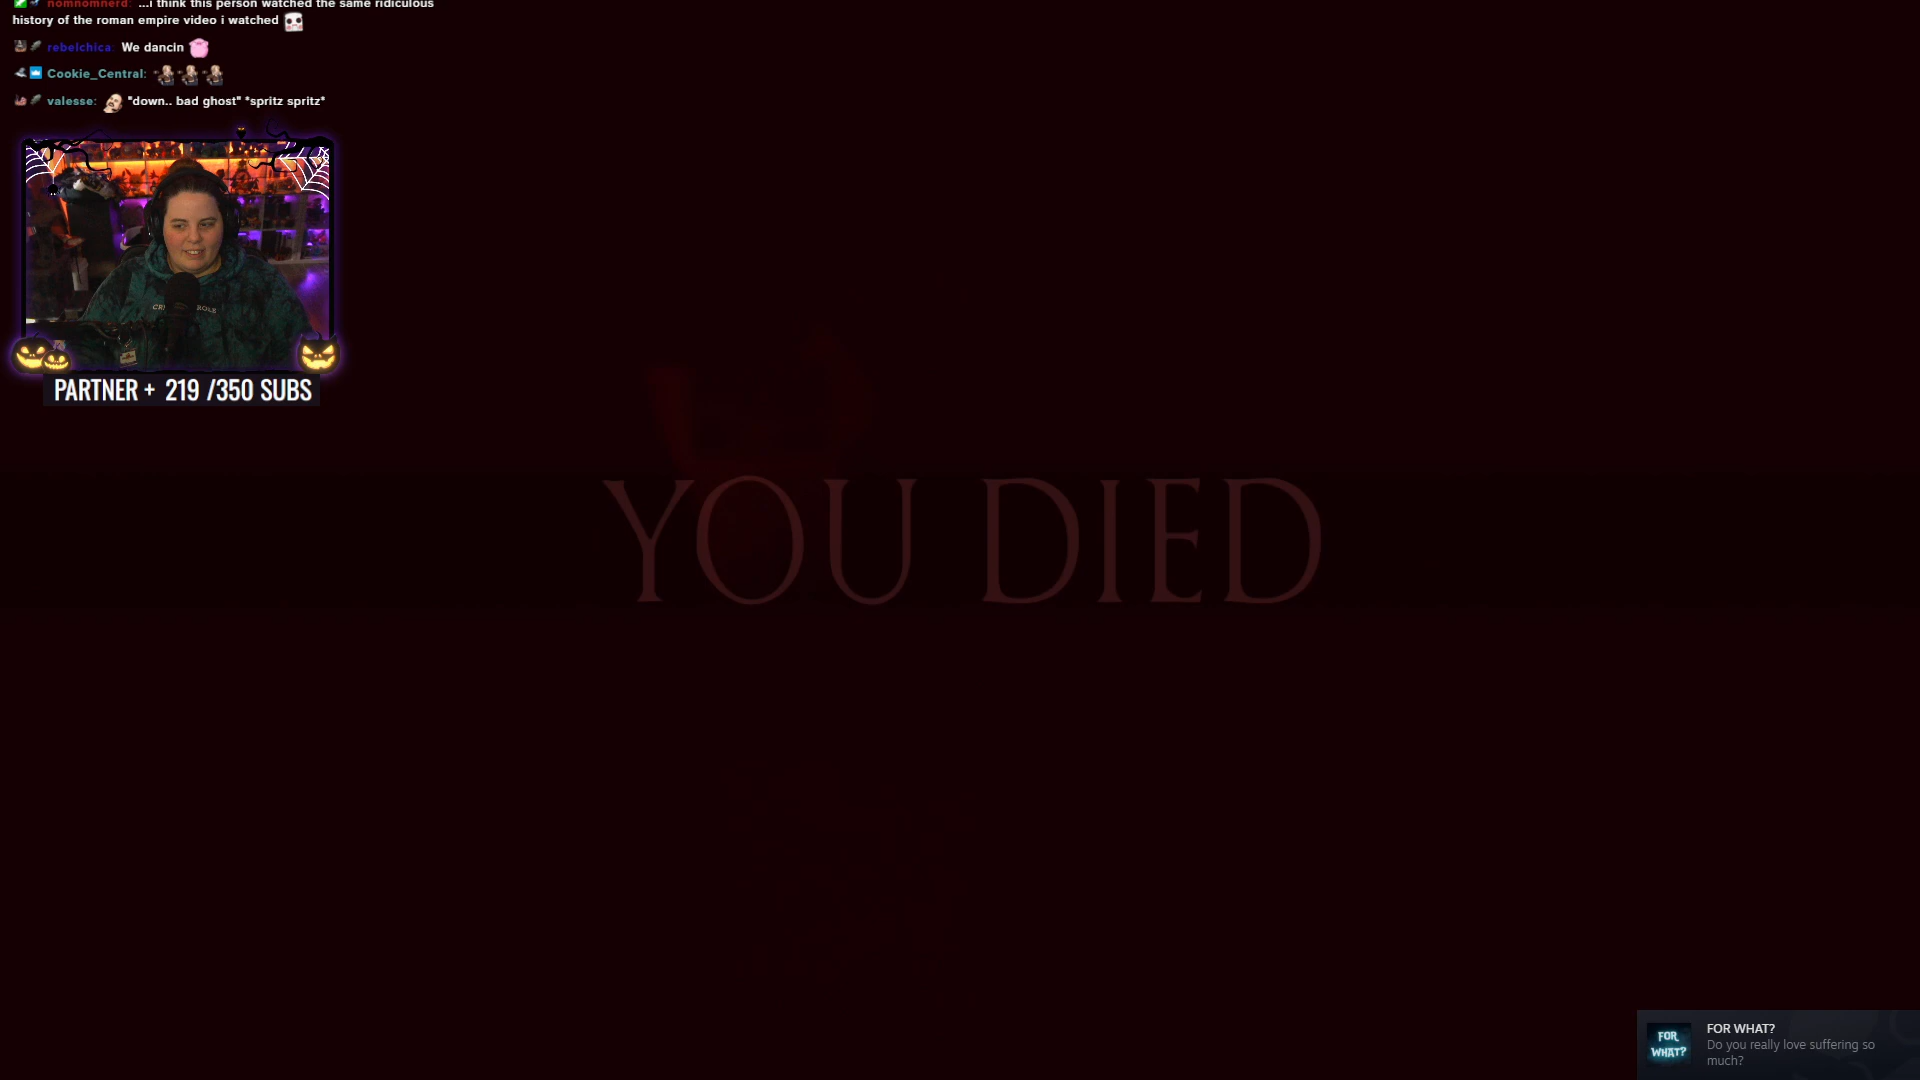 nomnomnerd: ...i think this person watched the same ridiculous
history of the roman empire video i watched
rebelchica: We dancin
Cookie_Central:
valesse: "down.. bad ghost" *spritz spritz*
PARTNER + 219 /350 SUBS
YOU DIED
FOR WHAT?
FOR WHAT?
Do you really love suffering so
much?